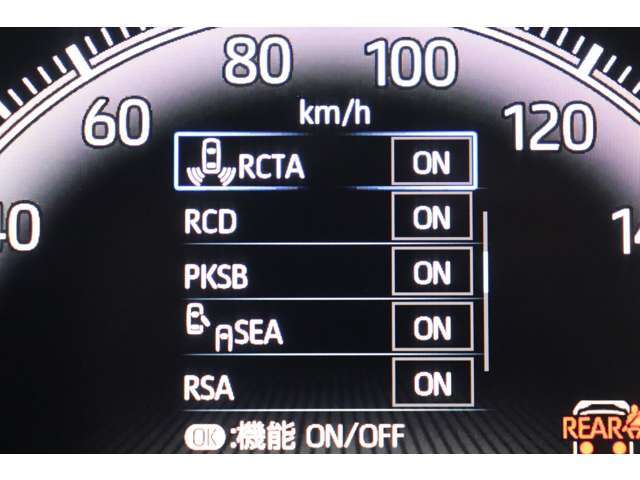 80 100
km/h
60 120
40
RCTA ON
RCD ON
PKSB ON
SEA ON
RSA ON
OK:機能 ON/OFF
REAR